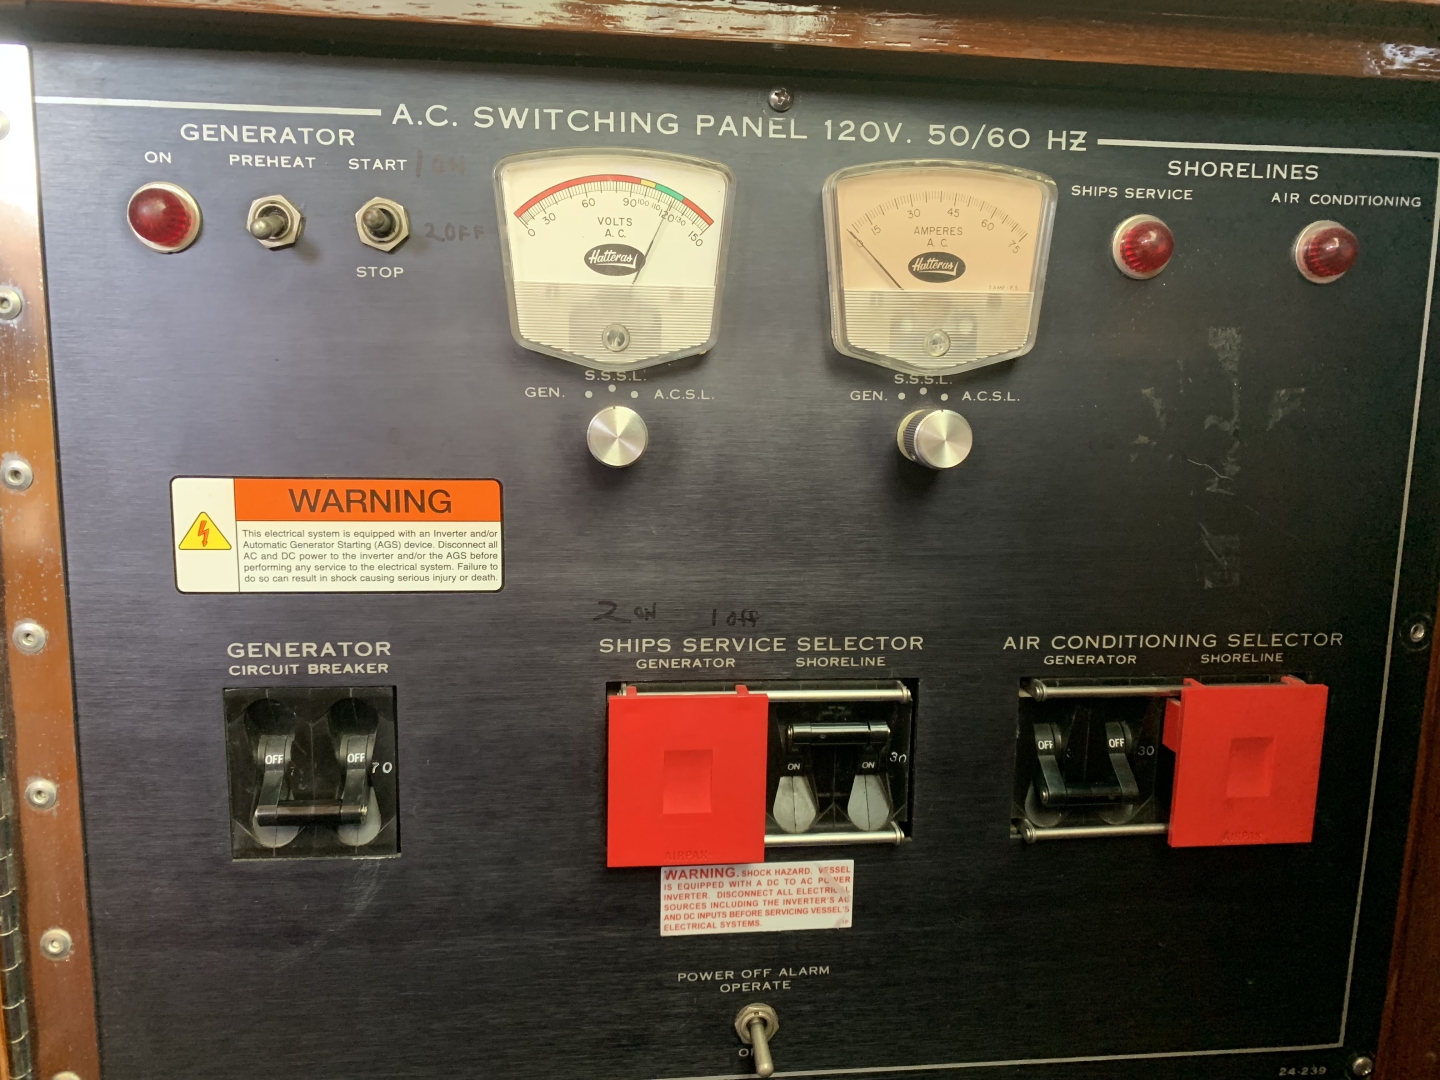 A.C. SWITCHING PANEL 120V. 50/60 HZ
GENERATOR
ON PREHEAT START
1 ON
2 OFF
STOP
0 30 60 90 100 110 120 130 150
VOLTS
A. C.
Hatteras
0 15 30 45 60 75
AMPERES
A. C.
Hatteras
SHORELINES
SHIPS SERVICE AIR CONDITIONING
GEN. S.S.S.L. A.C.S.L.
GEN. S.S.S.L. A.C.S.L.
WARNING
This electrical system is equipped with an Inverter and/or
Automatic Generator Starting (AGS) device. Disconnect all
AC and DC power to the inverter and/or the AGS before
performing any service to the electrical system. Failure to
do so can result in shock causing serious injury or death.
2 ON 1 OFF
GENERATOR
CIRCUIT BREAKER
OFF OFF 70
SHIPS SERVICE SELECTOR
GENERATOR SHORELINE
ON ON 30
AIRPAX
AIR CONDITIONING SELECTOR
GENERATOR SHORELINE
OFF OFF 30
AIRPAX
WARNING. SHOCK HAZARD. VESSEL
IS EQUIPPED WITH A DC TO AC POWER
INVERTER. DISCONNECT ALL ELECTRICAL
SOURCES INCLUDING THE INVERTER'S AC
AND DC INPUTS BEFORE SERVICING VESSEL'S
ELECTRICAL SYSTEMS
POWER OFF ALARM
OPERATE
24-239